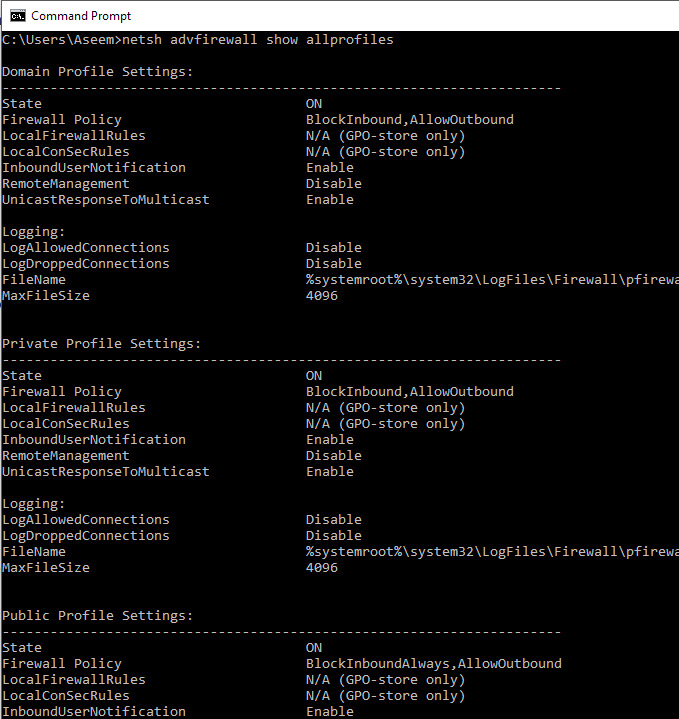 Command Prompt
C:\Users\Aseem>netsh advfirewall show allprofiles
Domain Profile Settings:
----------------------------------------------------------------------
State ON
Firewall Policy BlockInbound,AllowOutbound
LocalFirewallRules N/A (GPO-store only)
LocalConSecRules N/A (GPO-store only)
InboundUserNotification Enable
RemoteManagement Disable
UnicastResponseToMulticast Enable
Logging:
LogAllowedConnections Disable
LogDroppedConnections Disable
FileName %systemroot%\system32\LogFiles\Firewall\pfirewa
MaxFileSize 4096
Private Profile Settings:
----------------------------------------------------------------------
State ON
Firewall Policy BlockInbound,AllowOutbound
LocalFirewallRules N/A (GPO-store only)
LocalConSecRules N/A (GPO-store only)
InboundUserNotification Enable
RemoteManagement Disable
UnicastResponseToMulticast Enable
Logging:
LogAllowedConnections Disable
LogDroppedConnections Disable
FileName %systemroot%\system32\LogFiles\Firewall\pfirewa
MaxFileSize 4096
Public Profile Settings:
----------------------------------------------------------------------
State ON
Firewall Policy BlockInboundAlways,AllowOutbound
LocalFirewallRules N/A (GPO-store only)
LocalConSecRules N/A (GPO-store only)
InboundUserNotification Enable